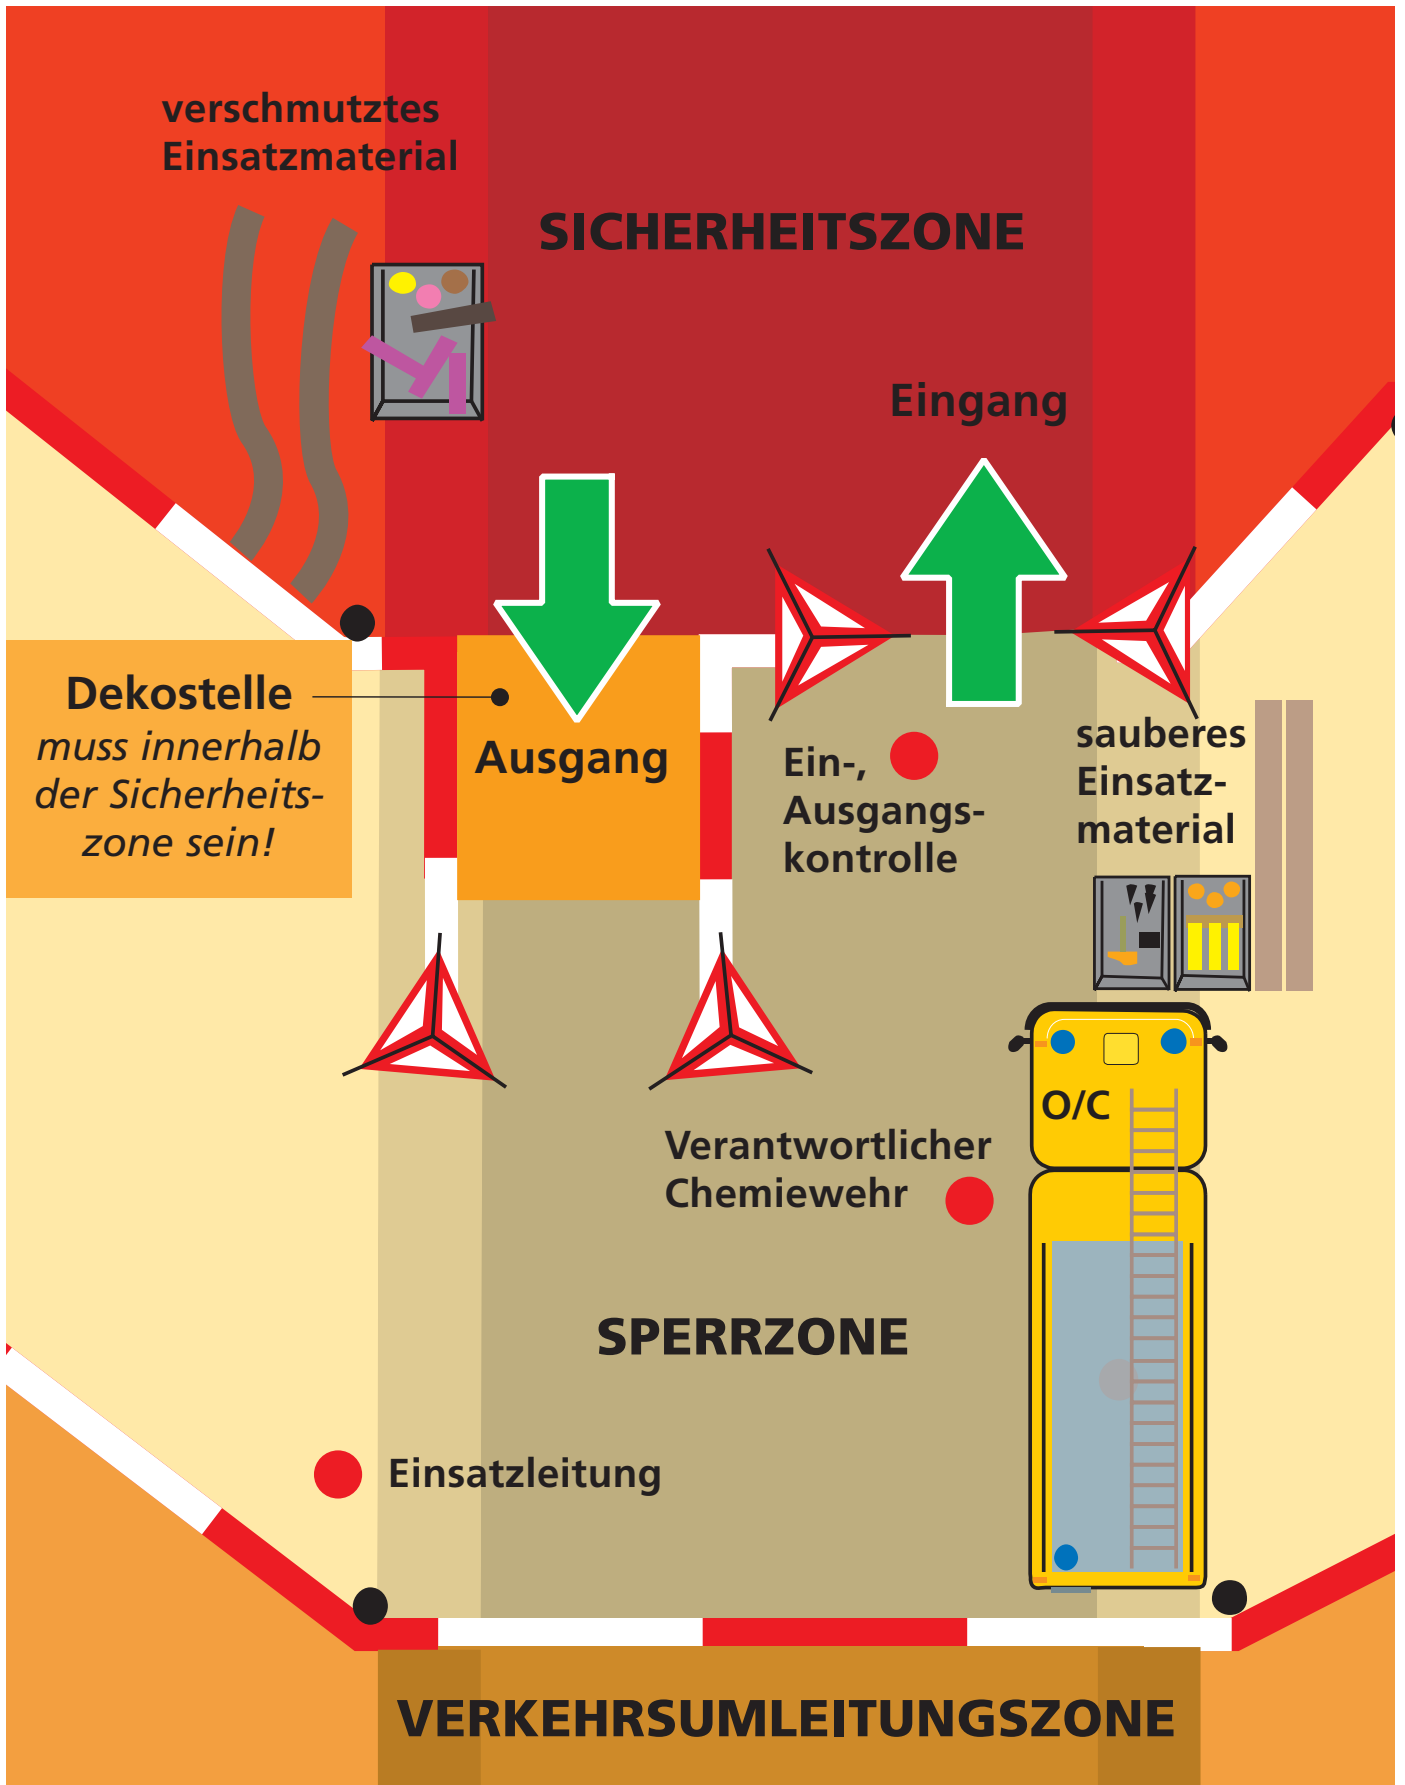 verschmutztes
Einsatzmaterial
SICHERHEITSZONE
Eingang
Dekostelle
muss innerhalb
der Sicherheits-
zone sein!
Ausgang
Ein-,
Ausgangs-
kontrolle
sauberes
Einsatz-
material
O/C
Verantwortlicher
Chemiewehr
SPERRZONE
Einsatzleitung
VERKEHRSUMLEITUNGSZONE